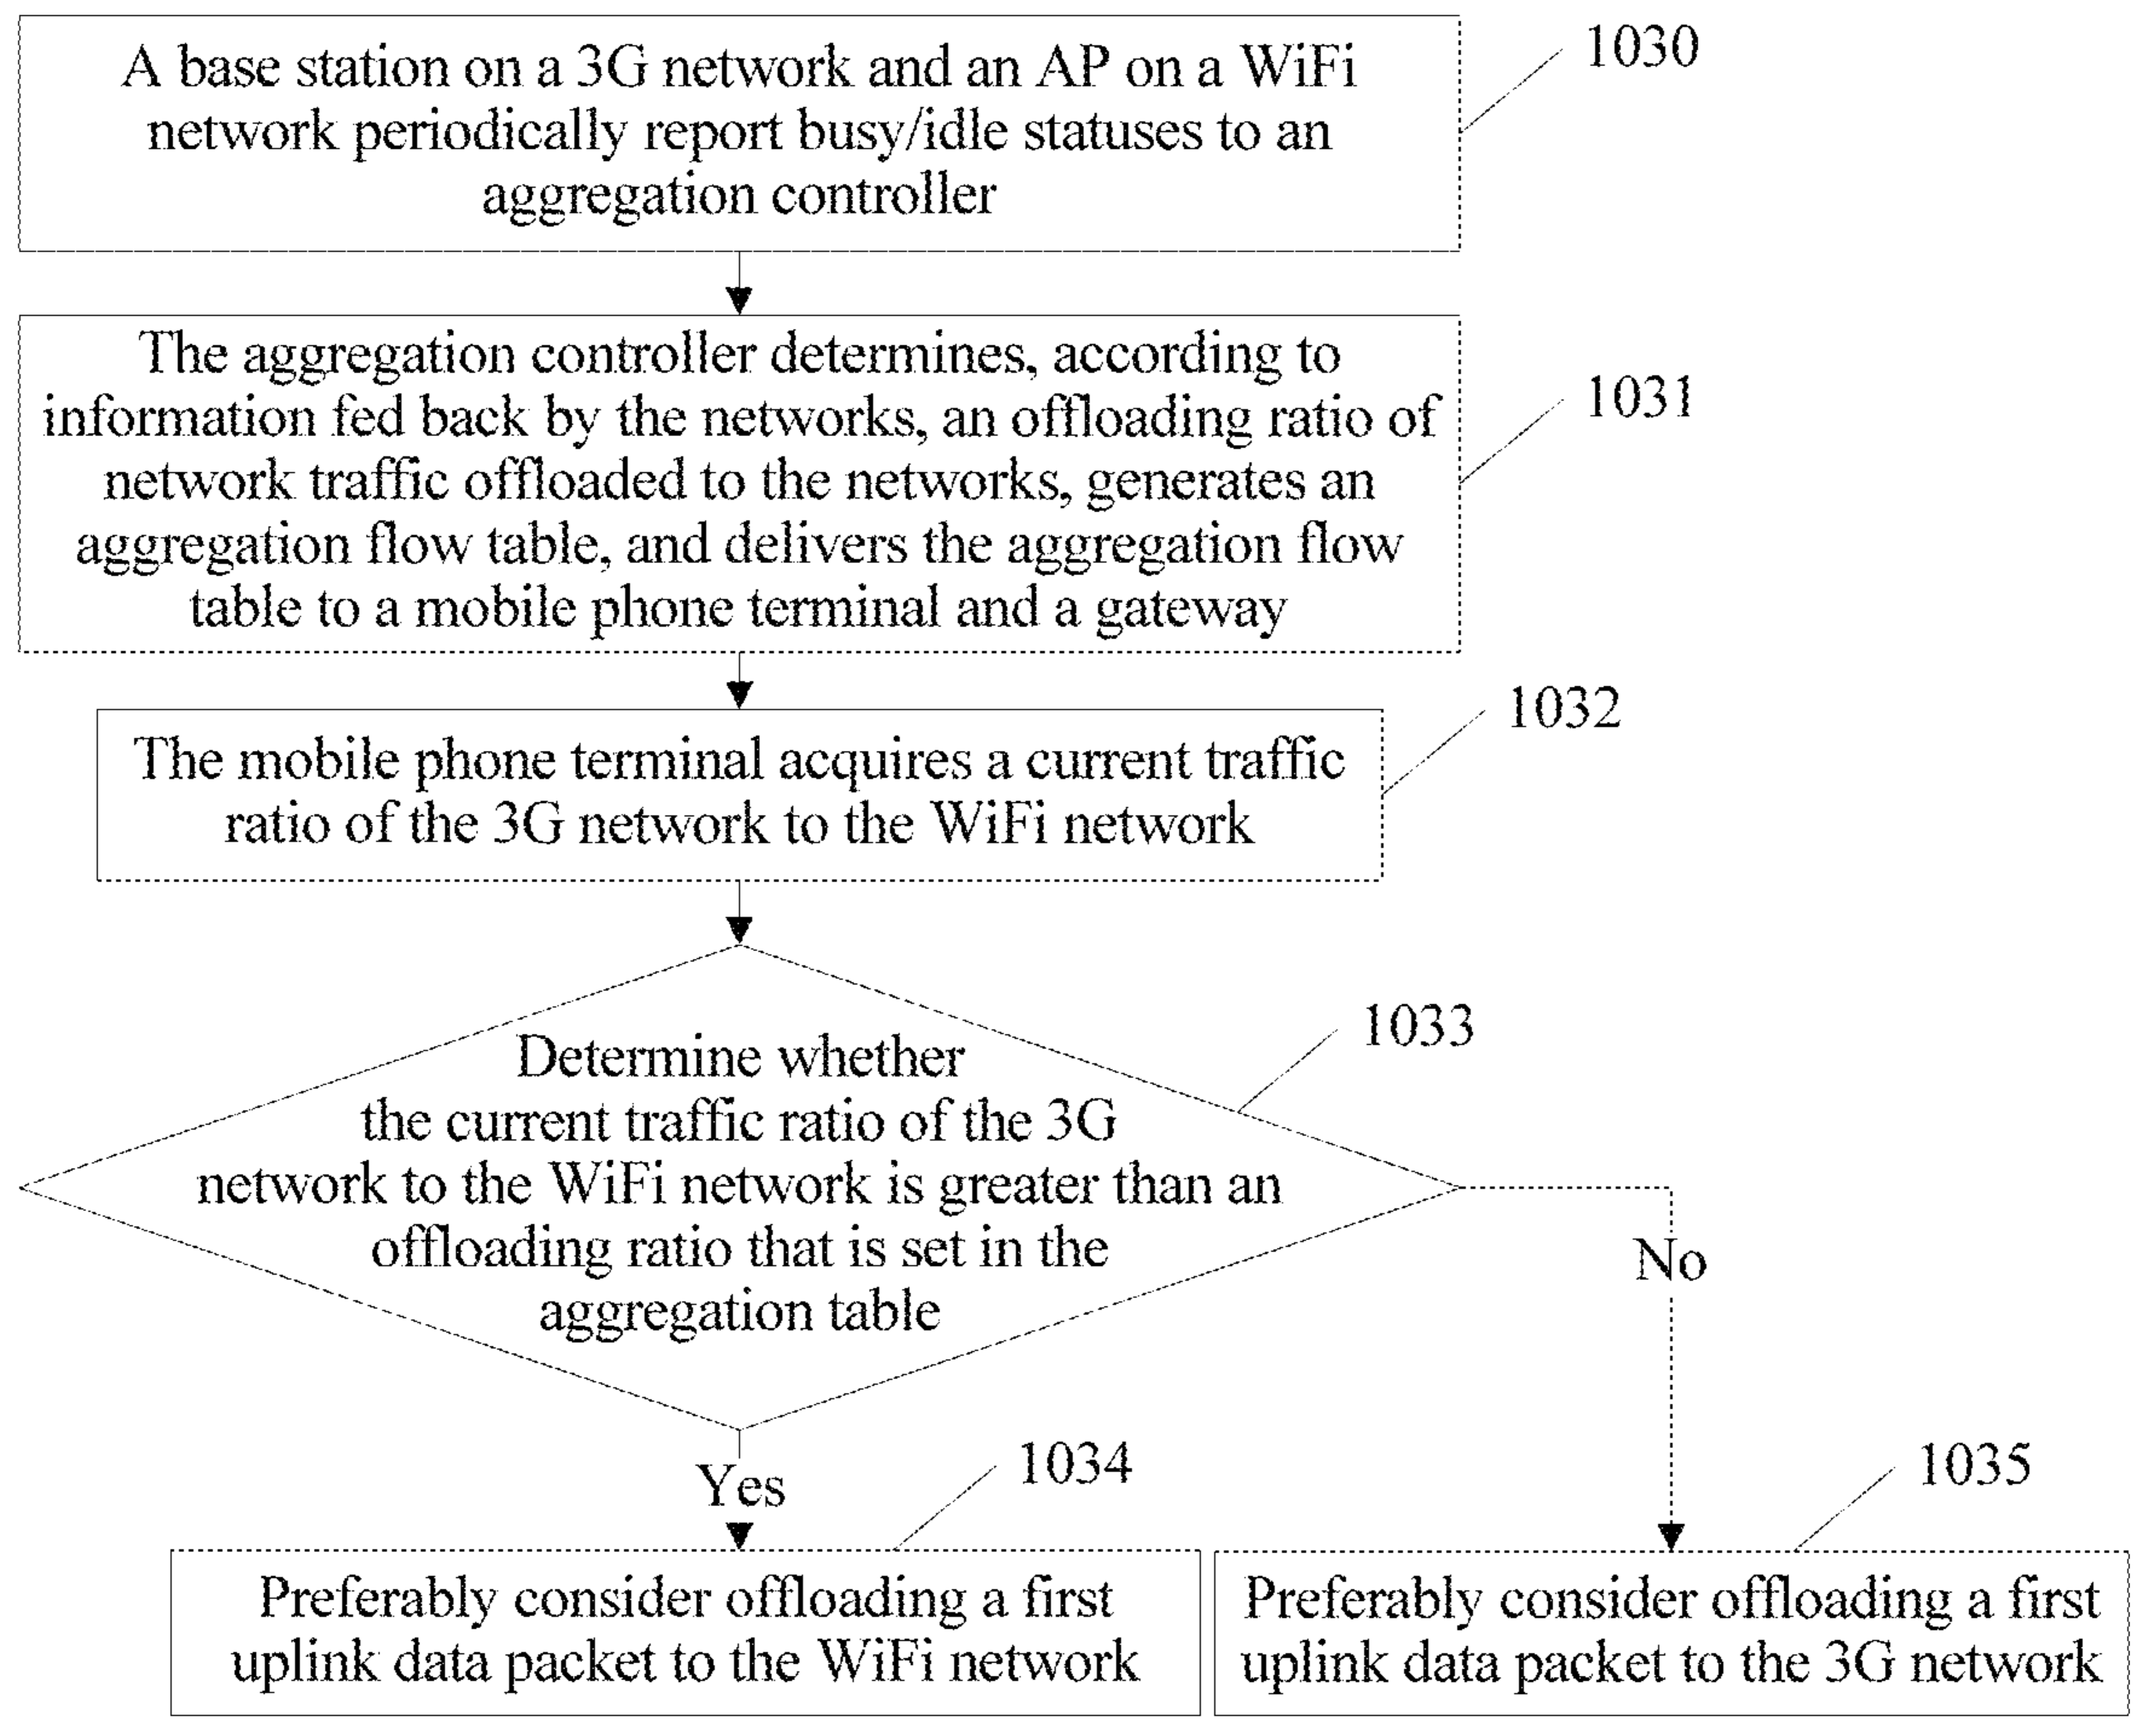 A base station on a 3G network and an AP on a WiFi
network periodically report busy/idle statuses to an
aggregation controller
1030
The aggregation controller determines, according to
information fed back by the networks, an offloading ratio of
network traffic offloaded to the networks, generates an
aggregation flow table, and delivers the aggregation flow
table to a mobile phone terminal and a gateway
1031
The mobile phone terminal acquires a current traffic
ratio of the 3G network to the WiFi network
1032
Determine whether
the current traffic ratio of the 3G
network to the WiFi network is greater than an
offloading ratio that is set in the
aggregation table
1033
No
Yes
1034
Preferably consider offloading a first
uplink data packet to the WiFi network
1035
Preferably consider offloading a first
uplink data packet to the 3G network